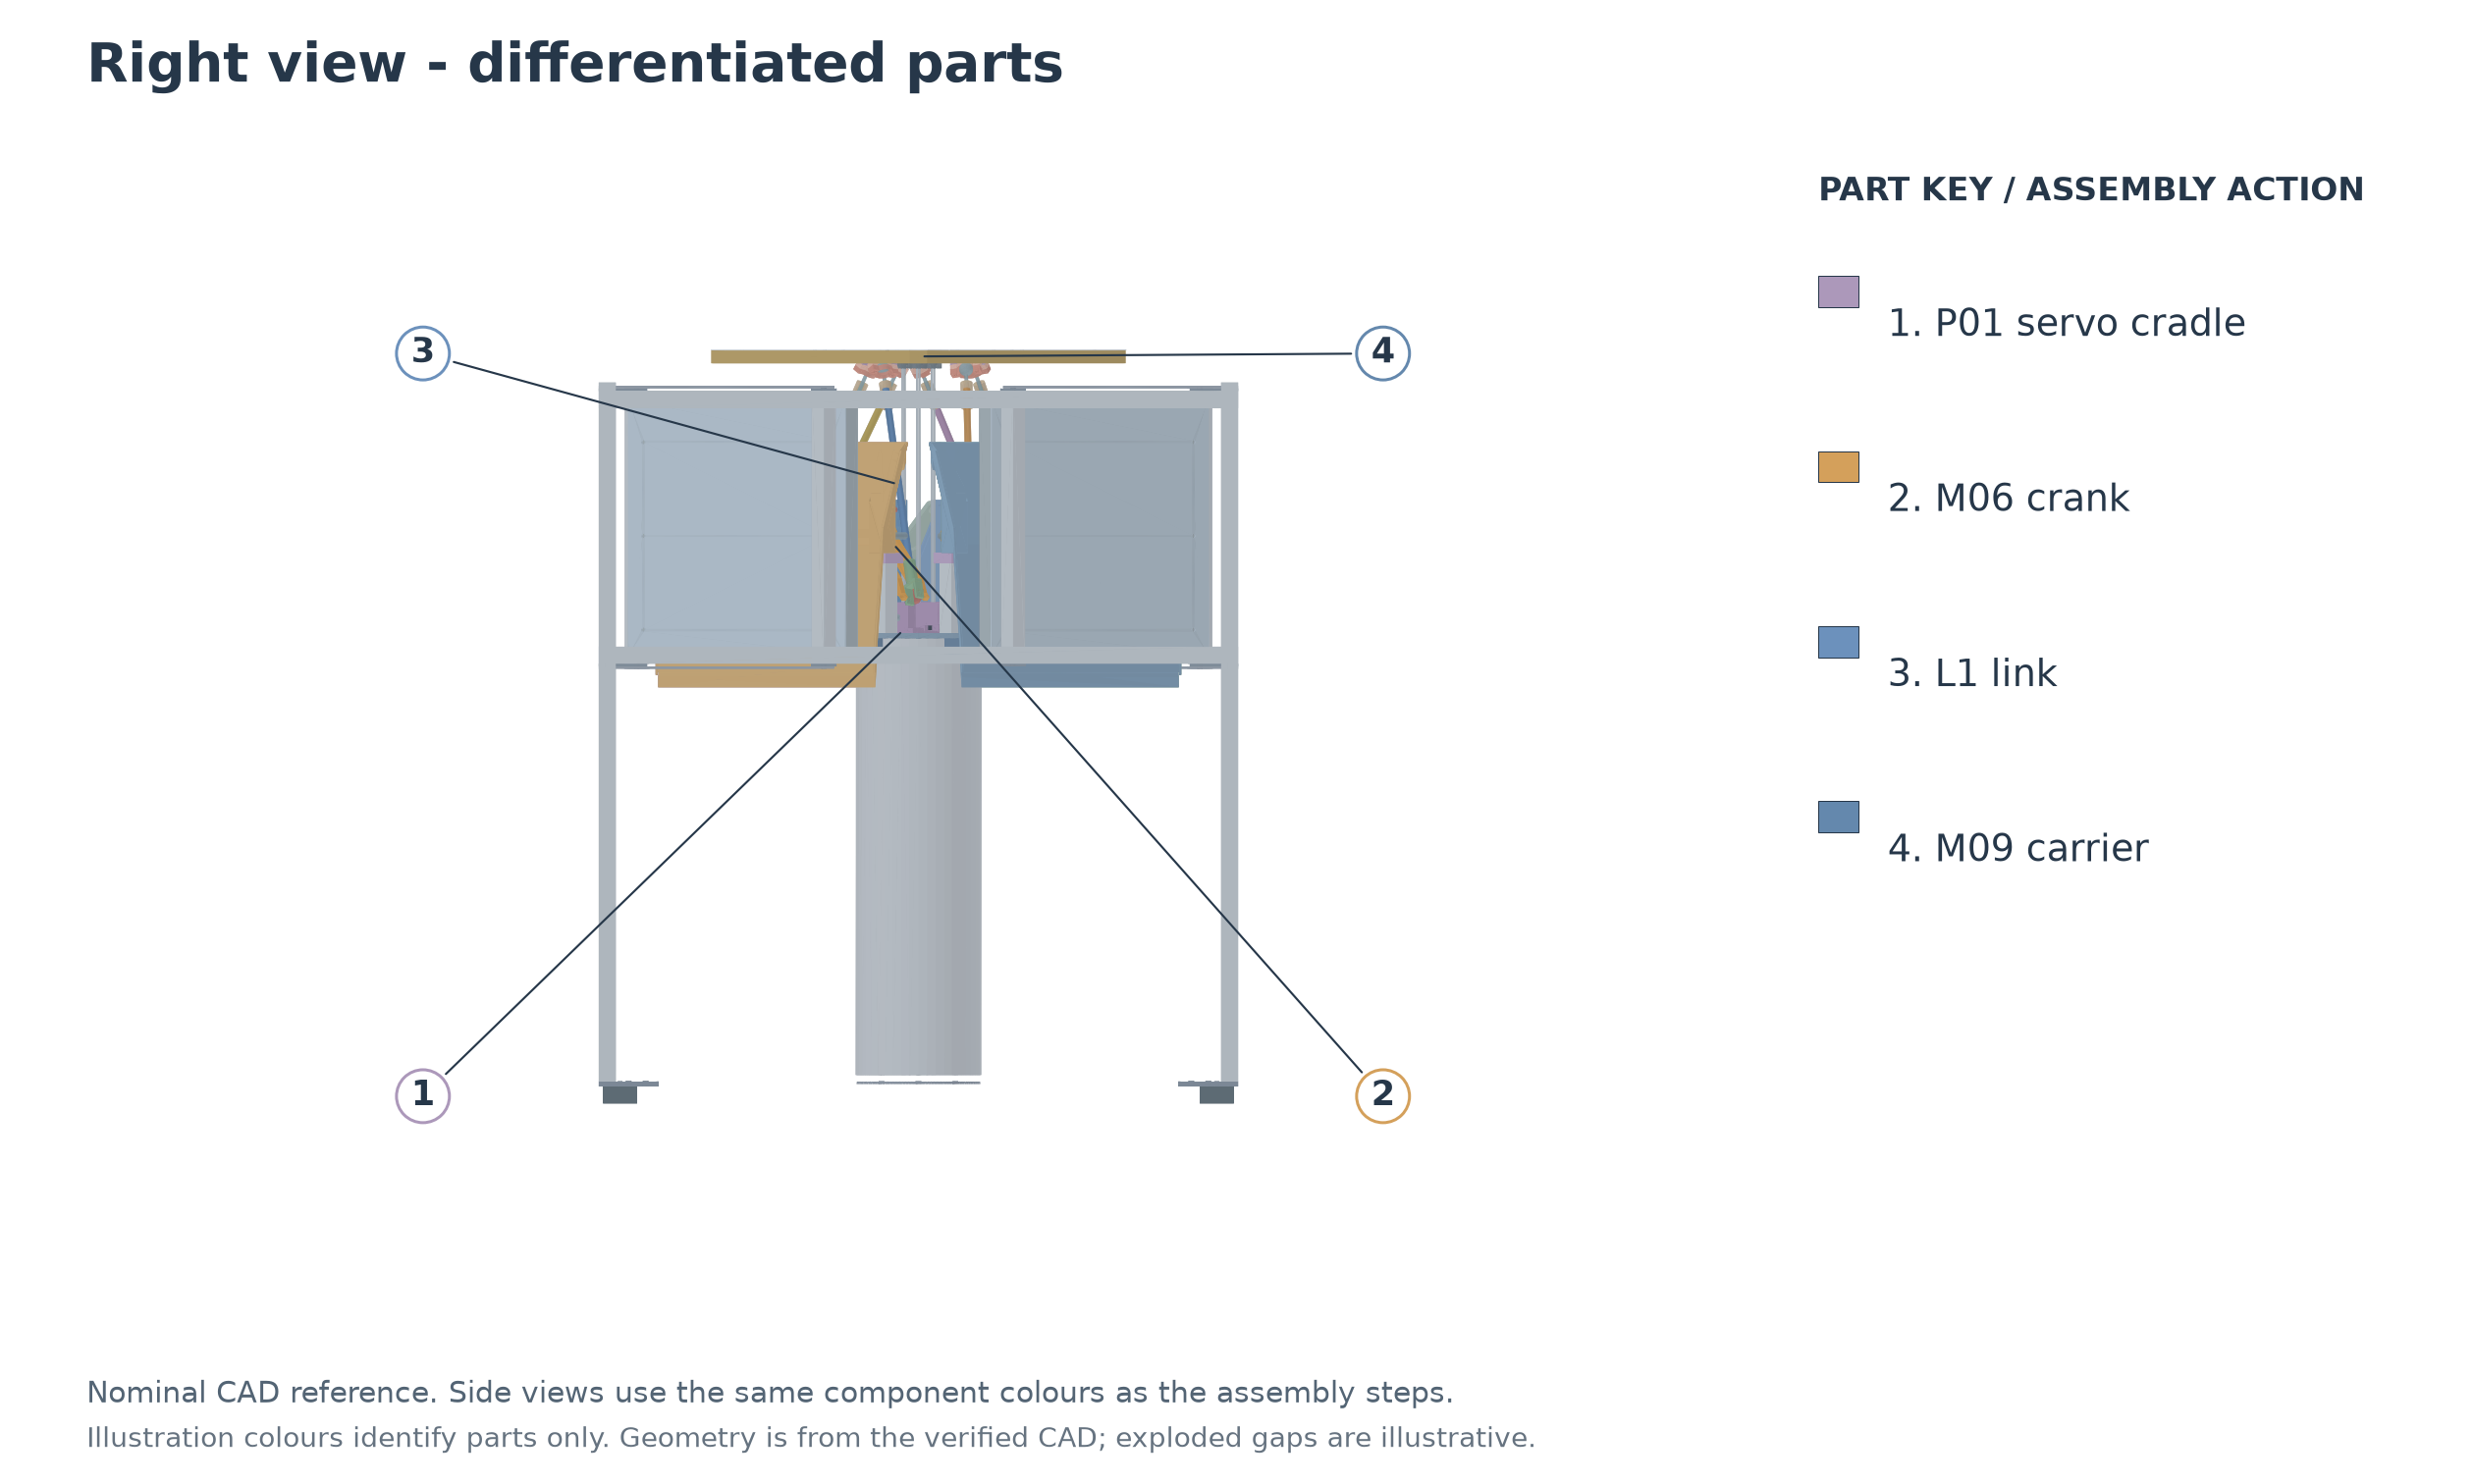 Right view - differentiated parts
PART KEY / ASSEMBLY ACTION
1. P01 servo cradle
2. M06 crank
3. L1 link
4. M09 carrier
3
4
1
2
Nominal CAD reference. Side views use the same component colours as the assembly steps.
Illustration colours identify parts only. Geometry is from the verified CAD; exploded gaps are illustrative.